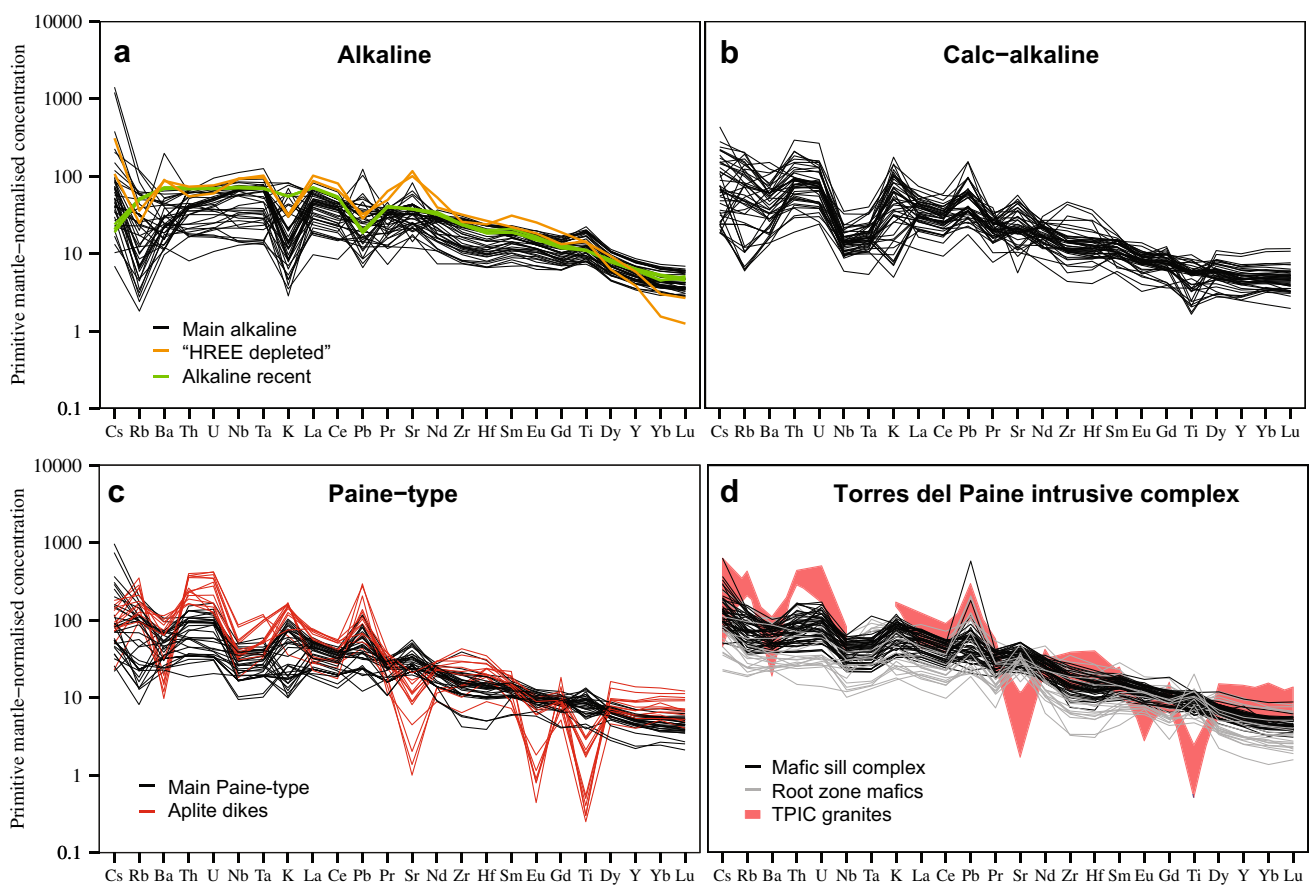 a
Alkaline
10000
1000
100
10
1
0.1
Primitive mantle−normalised concentration
Main alkaline
“HREE depleted”
Alkaline recent
Cs Rb Ba Th U Nb Ta K La Ce Pb Pr Sr Nd Zr Hf Sm Eu Gd Ti Dy Y Yb Lu
b
Calc−alkaline
Cs Rb Ba Th U Nb Ta K La Ce Pb Pr Sr Nd Zr Hf Sm Eu Gd Ti Dy Y Yb Lu
c
Paine−type
10000
1000
100
10
1
0.1
Primitive mantle−normalised concentration
Main Paine-type
Aplite dikes
Cs Rb Ba Th U Nb Ta K La Ce Pb Pr Sr Nd Zr Hf Sm Eu Gd Ti Dy Y Yb Lu
d
Torres del Paine intrusive complex
Mafic sill complex
Root zone mafics
TPIC granites
Cs Rb Ba Th U Nb Ta K La Ce Pb Pr Sr Nd Zr Hf Sm Eu Gd Ti Dy Y Yb Lu